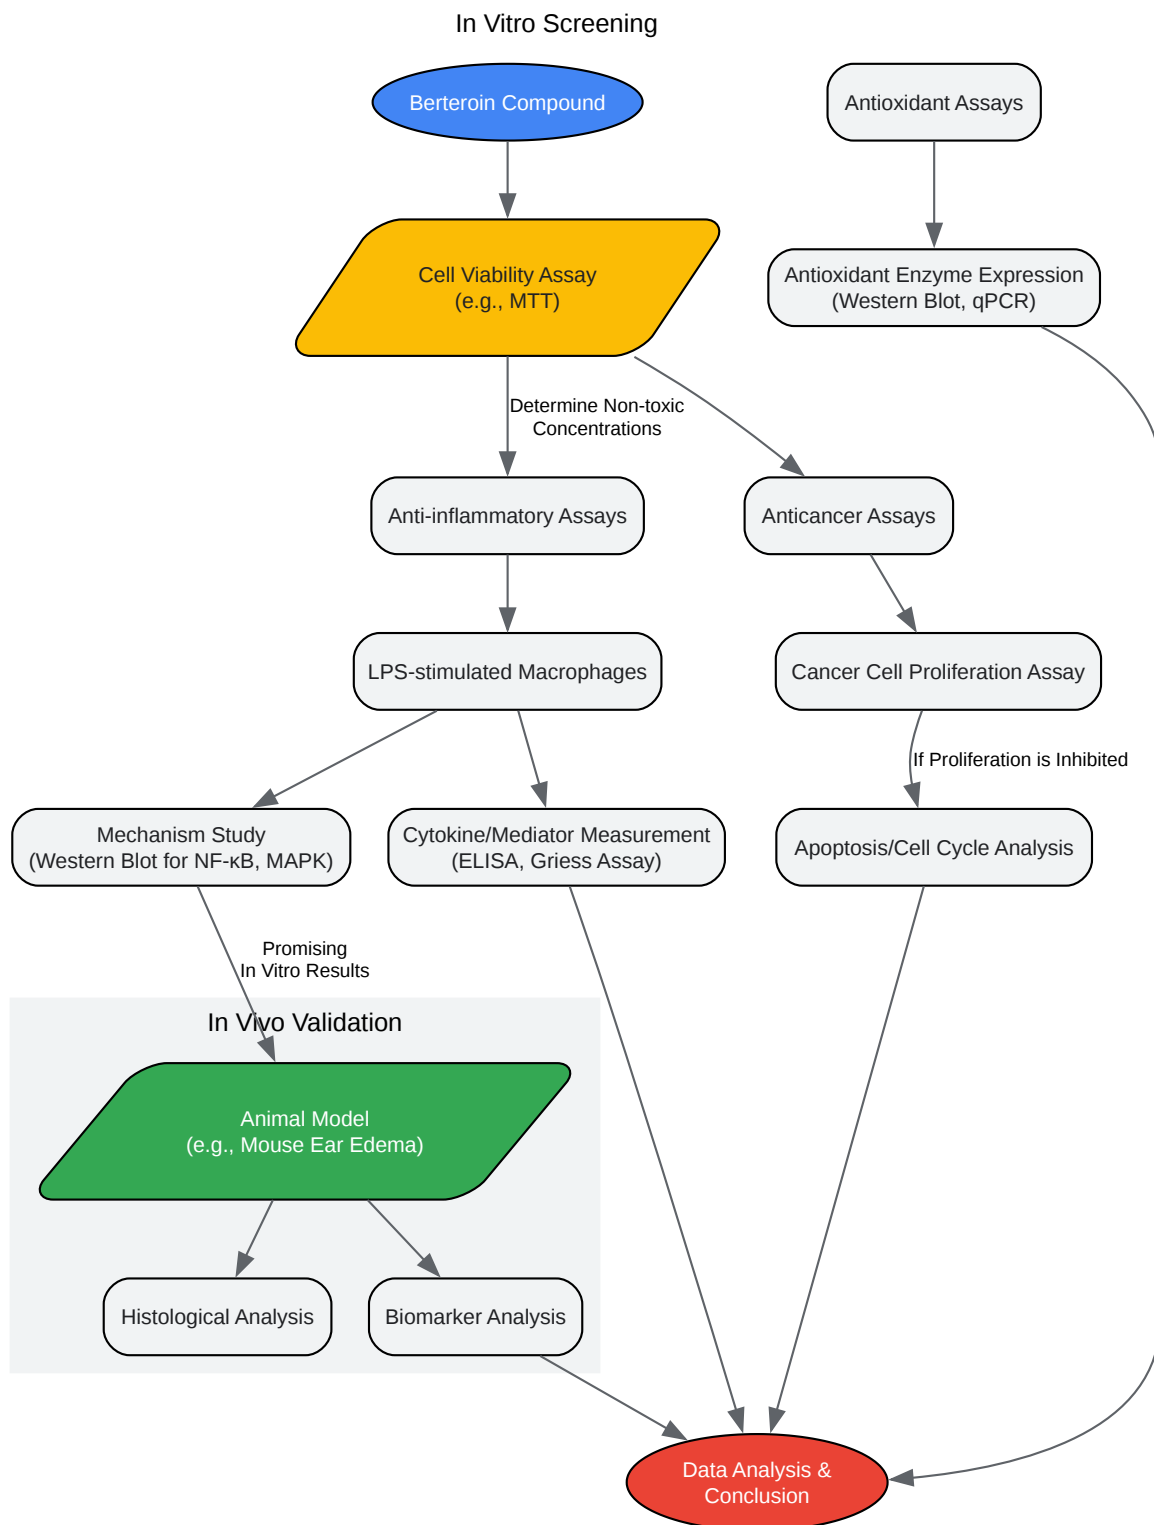 In Vitro Screening
Berteroin Compound
Antioxidant Assays
Cell Viability Assay
(e.g., MTT)
Antioxidant Enzyme Expression
(Western Blot, qPCR)
Determine Non-toxic
Concentrations
Anti-inflammatory Assays
Anticancer Assays
LPS-stimulated Macrophages
Cancer Cell Proliferation Assay
If Proliferation is Inhibited
Mechanism Study
(Western Blot for NF-κB, MAPK)
Cytokine/Mediator Measurement
(ELISA, Griess Assay)
Apoptosis/Cell Cycle Analysis
Promising
In Vitro Results
In Vivo Validation
Animal Model
(e.g., Mouse Ear Edema)
Histological Analysis
Biomarker Analysis
Data Analysis &
Conclusion